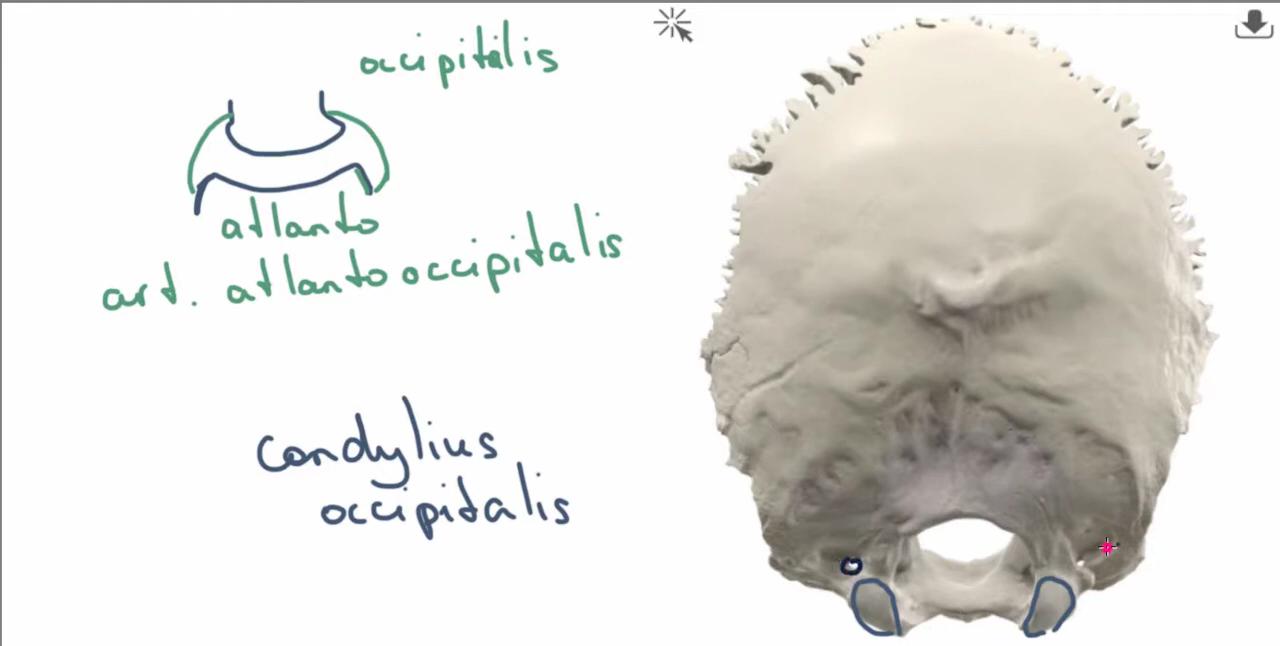 occipitalis
atlanto
art. atlantooccipitalis
condylius
occipitalis